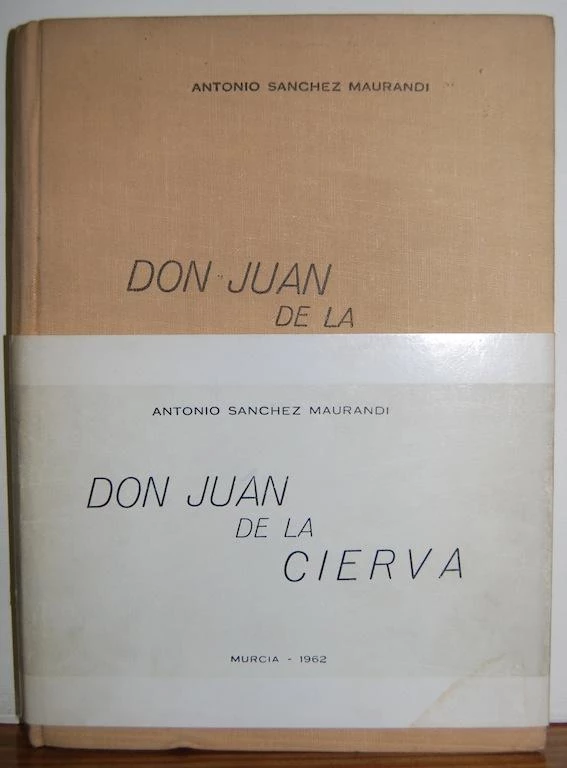 ANTONIO SANCHEZ MAURANDI
DON JUAN
DE LA
ANTONIO SANCHEZ MAURANDI
DON JUAN
DE LA
CIERVA
MURCIA - 1962